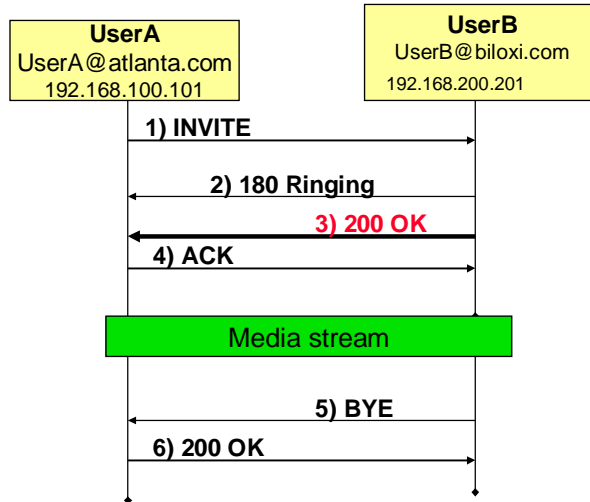 UserA
UserA@atlanta.com
192.168.100.101
UserB
UserB@biloxi.com
192.168.200.201
1) INVITE
2) 180 Ringing
3) 200 OK
4) ACK
Media stream
5) BYE
6) 200 OK